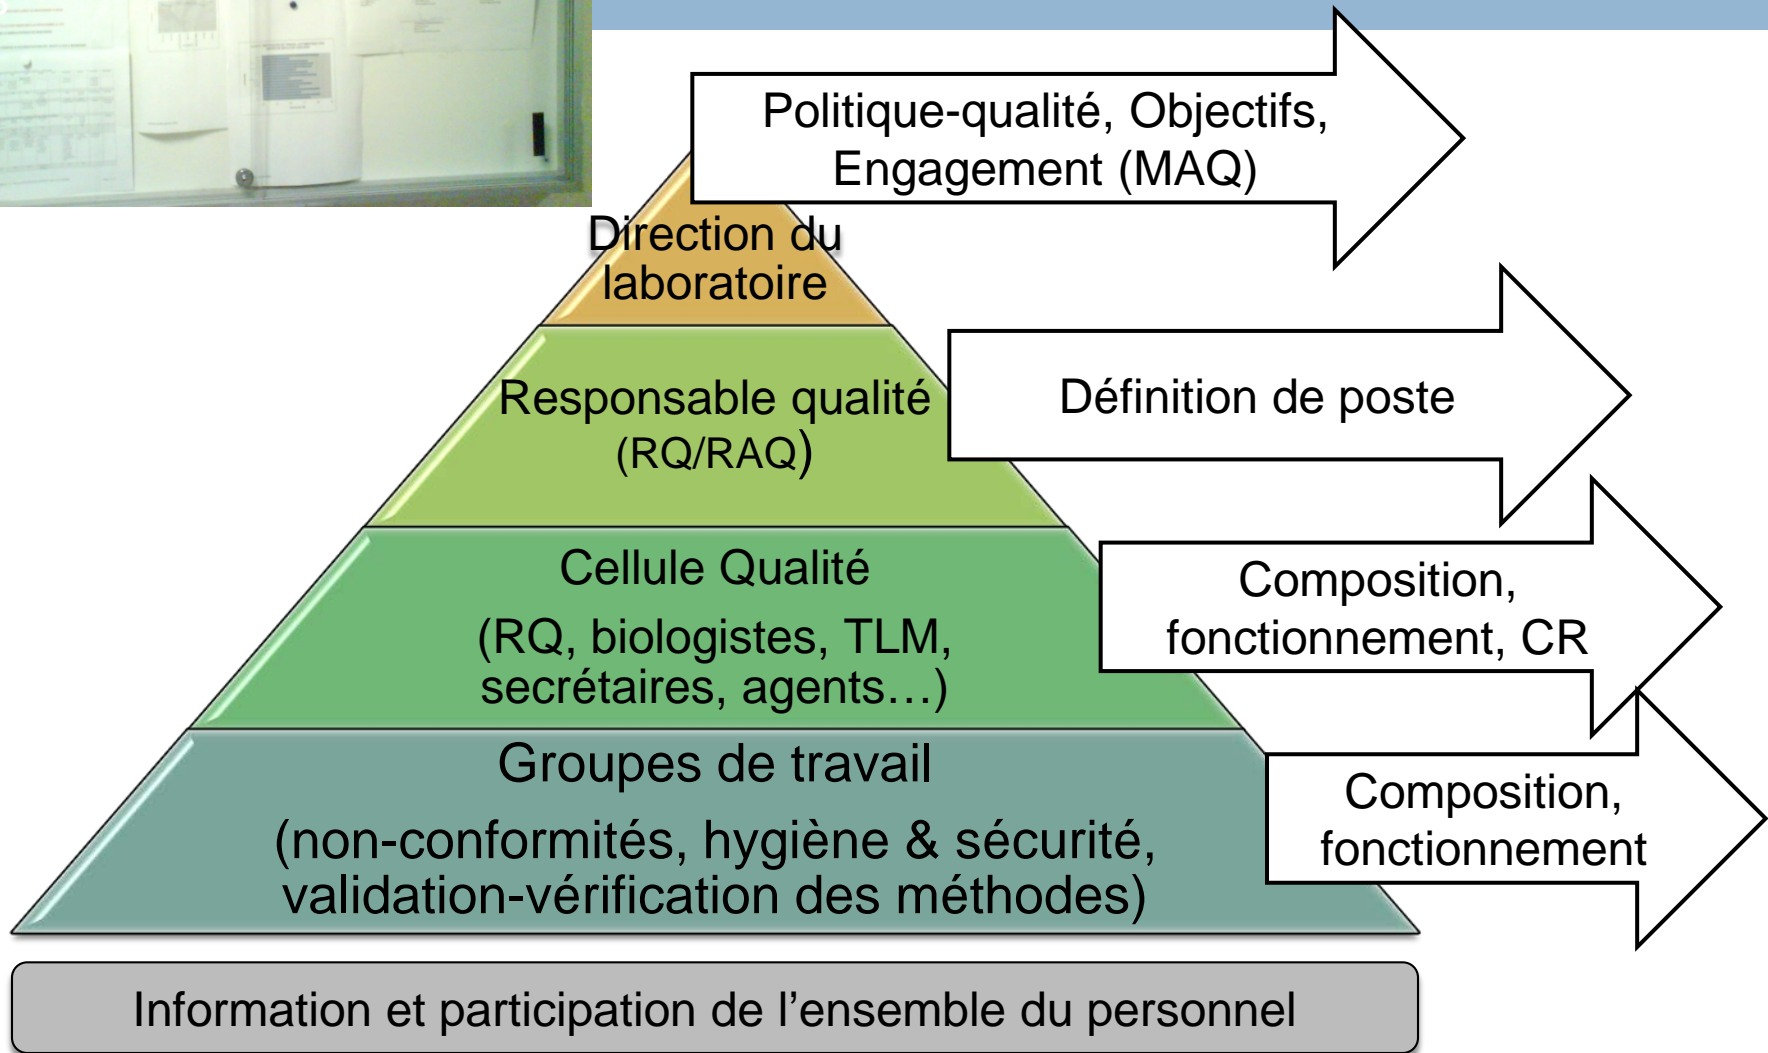 Politique-qualité, Objectifs,
Engagement (MAQ)
Direction du
laboratoire
Responsable qualité
(RQ/RAQ)
Définition de poste
Cellule Qualité
(RQ, biologistes, TLM,
secrétaires, agents…)
Composition,
fonctionnement, CR
Groupes de travail
(non-conformités, hygiène & sécurité,
validation-vérification des méthodes)
Composition,
fonctionnement
Information et participation de l’ensemble du personnel